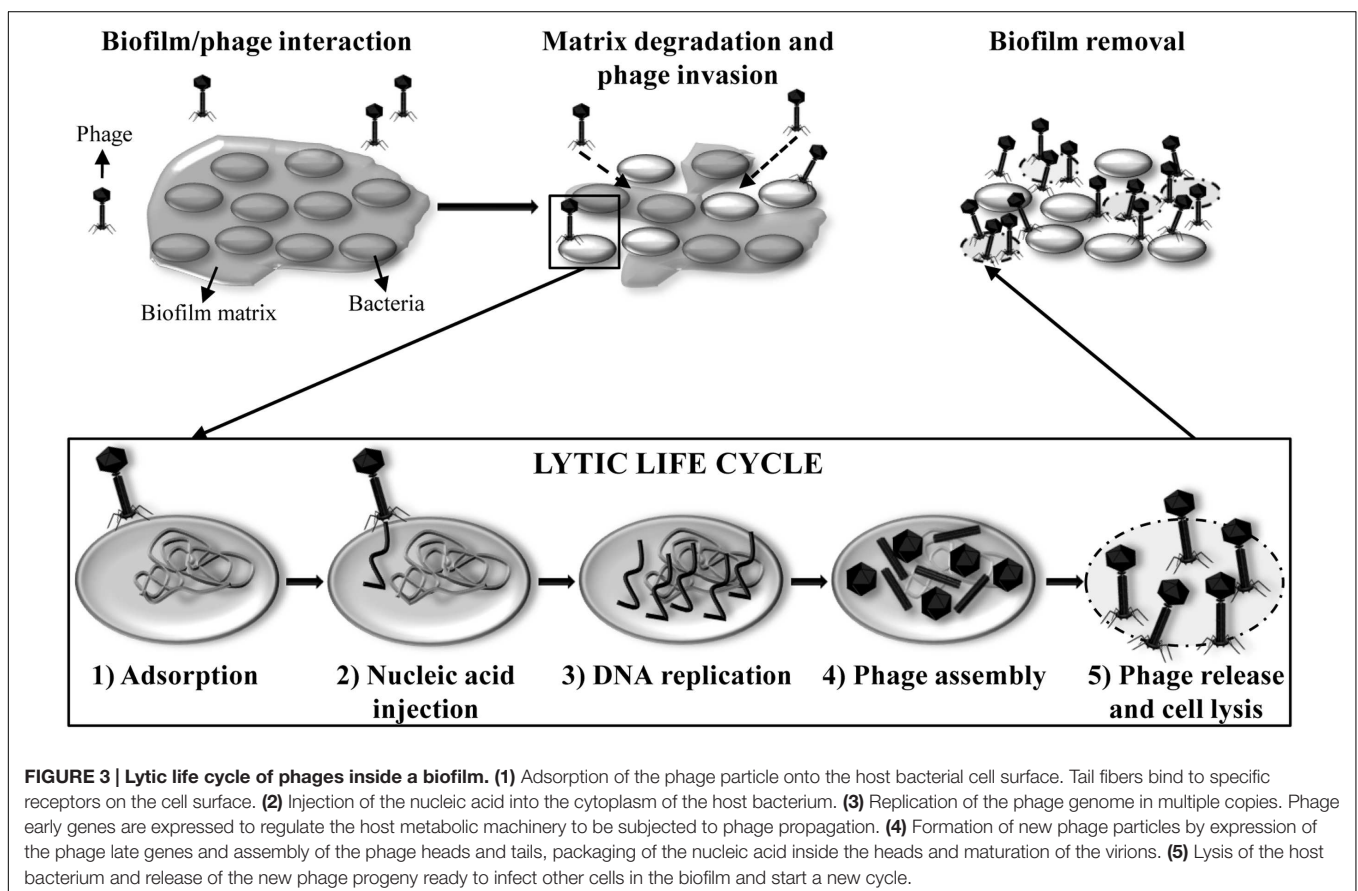 Biofilm/phage interaction
Matrix degradation and
phage invasion
Biofilm removal
Phage
Biofilm matrix
Bacteria
LYTIC LIFE CYCLE
1) Adsorption
2) Nucleic acid
injection
3) DNA replication
4) Phage assembly
5) Phage release
and cell lysis
FIGURE 3 | Lytic life cycle of phages inside a biofilm. (1) Adsorption of the phage particle onto the host bacterial cell surface. Tail fibers bind to specific
receptors on the cell surface. (2) Injection of the nucleic acid into the cytoplasm of the host bacterium. (3) Replication of the phage genome in multiple copies. Phage
early genes are expressed to regulate the host metabolic machinery to be subjected to phage propagation. (4) Formation of new phage particles by expression of
the phage late genes and assembly of the phage heads and tails, packaging of the nucleic acid inside the heads and maturation of the virions. (5) Lysis of the host
bacterium and release of the new phage progeny ready to infect other cells in the biofilm and start a new cycle.